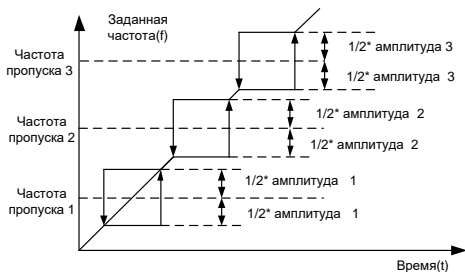 Заданная
частота(f)
Частота
пропуска 3
1/2* амплитуда 3
1/2* амплитуда 3
Частота
пропуска 2
1/2* амплитуда 2
1/2* амплитуда 2
Частота
пропуска 1
1/2* амплитуда 1
1/2* амплитуда 1
Время(t)